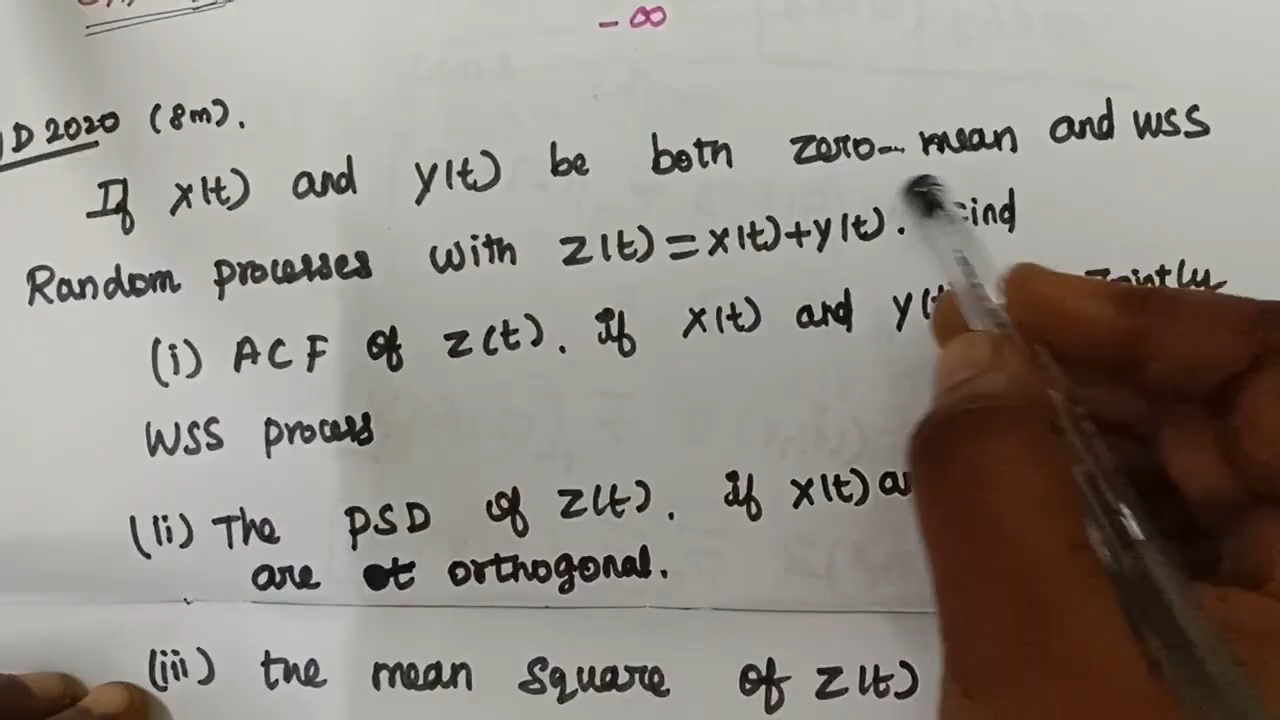 - ∞
D 2020 (8m).
If X(t) and Y(t) be both zero-mean and WSS
Random processes with Z(t) = X(t)+Y(t).
(i) ACF of Z(t). if X(t) and Jointly
WSS process
(ii) The PSD of Z(t). if X(t)
are orthogonal.
(iii) the mean square of Z(t)